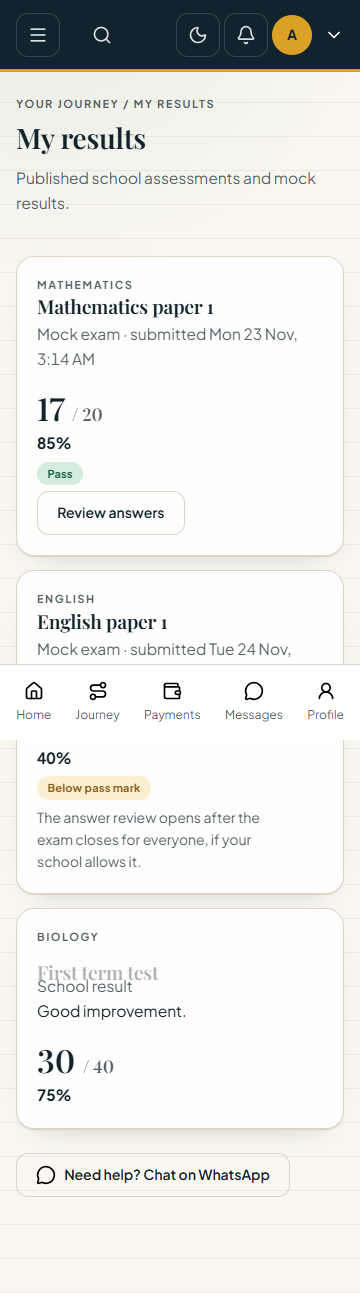 A
YOUR JOURNEY / MY RESULTS
My results
Published school assessments and mock
results.
MATHEMATICS
Mathematics paper 1
Mock exam · submitted Mon 23 Nov,
3:14 AM
17 / 20
85%
Pass
Review answers
ENGLISH
English paper 1
Mock exam · submitted Tue 24 Nov,
Home Journey Payments Messages Profile
40%
Below pass mark
The answer review opens after the
exam closes for everyone, if your
school allows it.
BIOLOGY
First term test
School result
Good improvement.
30 / 40
75%
Need help? Chat on WhatsApp